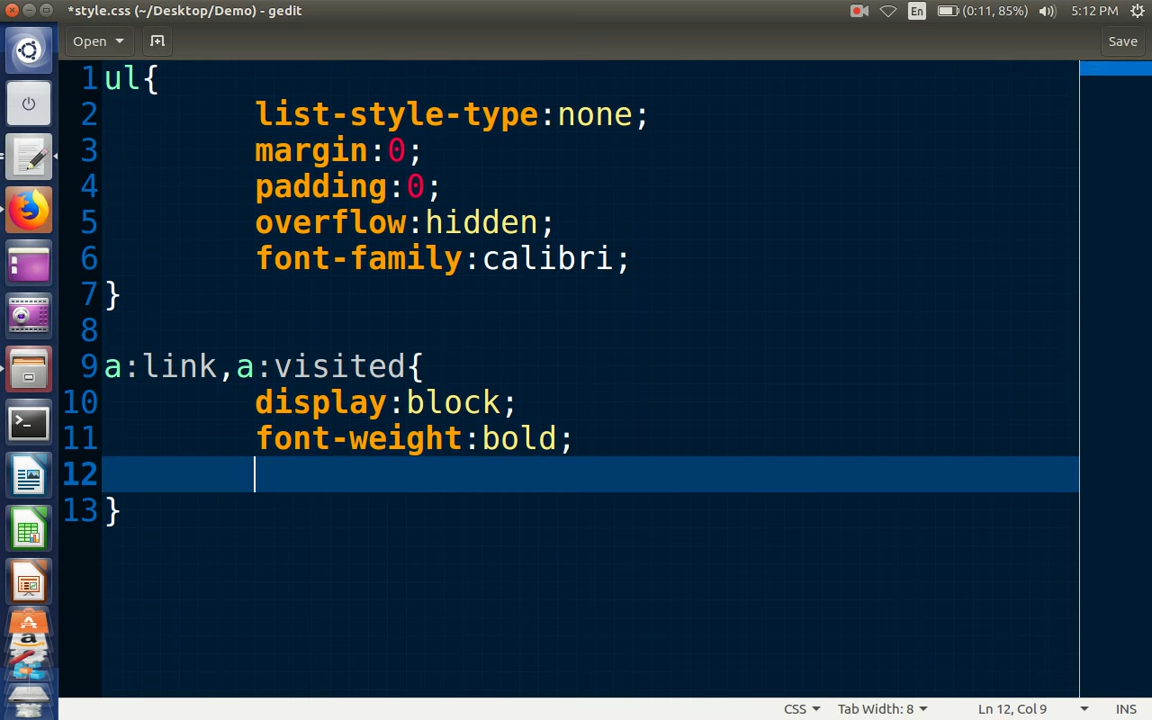 *style.css (~/Desktop/Demo) - gedit
En
(0:11, 85%)
5:12 PM
Open
Save
1 ul{
2 list-style-type:none;
3 margin:0;
4 padding:0;
5 overflow:hidden;
6 font-family:calibri;
7 }
8
9 a:link,a:visited{
10 display:block;
11 font-weight:bold;
12
13 }
CSS
Tab Width: 8
Ln 12, Col 9
INS